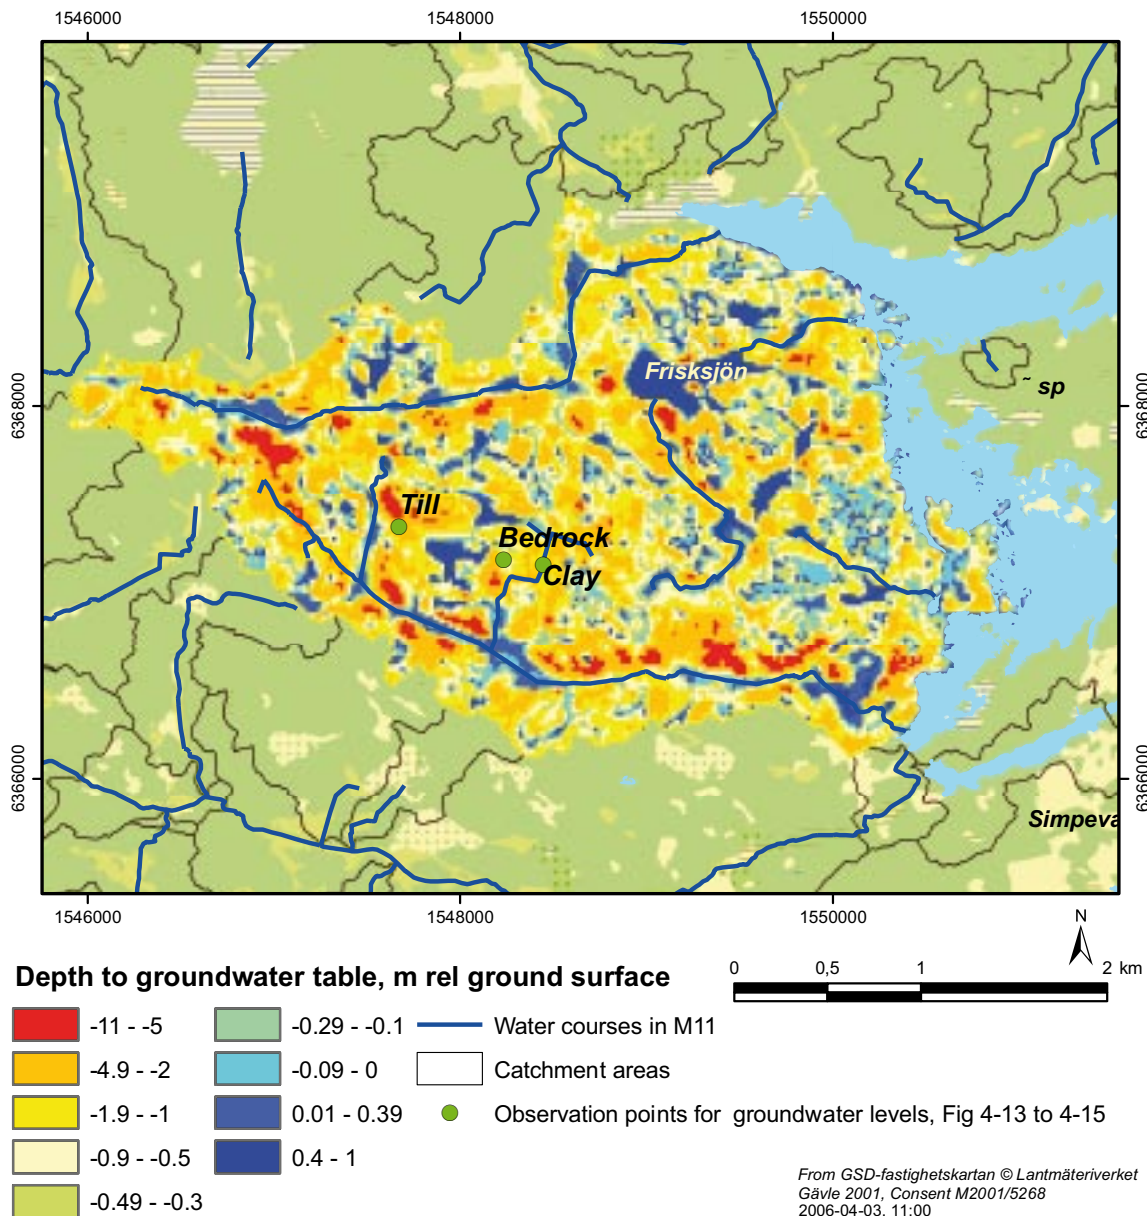 1546000 1548000 1550000
6368000 6368000
Frisksjön
~ sp
Till
Bedrock
Clay
6366000 6366000
Simpeva
1546000 1548000 1550000
N
Depth to groundwater table, m rel ground surface
0 0,5 1 2 km
-11 - -5 -0.29 - -0.1 Water courses in M11
-4.9 - -2 -0.09 - 0 Catchment areas
-1.9 - -1 0.01 - 0.39 Observation points for groundwater levels, Fig 4-13 to 4-15
-0.9 - -0.5 0.4 - 1
-0.49 - -0.3
From GSD-fastighetskartan © Lantmäteriverket
Gävle 2001, Consent M2001/5268
2006-04-03, 11:00